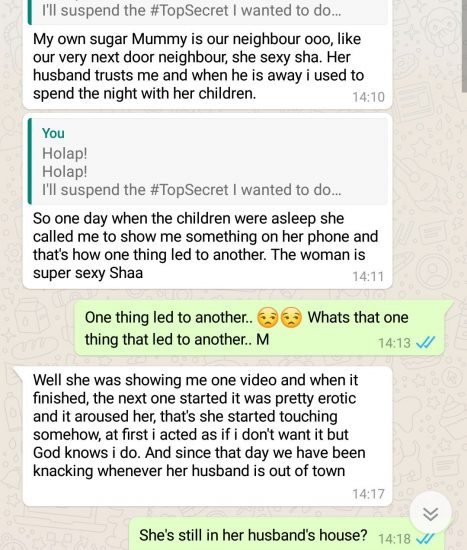 I'll suspend the #TopSecret I wanted to do...
My own sugar Mummy is our neighbour ooo, like
our very next door neighbour, she sexy sha. Her
husband trusts me and when he is away i used to
spend the night with her children.
14:10
You
Holap!
Holap!
I'll suspend the #TopSecret I wanted to do...
So one day when the children were asleep she
called me to show me something on her phone and
that's how one thing led to another. The woman is
super sexy Shaa
14:11
One thing led to another.. 😒😒 Whats that one
thing that led to another.. M
14:13
Well she was showing me one video and when it
finished, the next one started it was pretty erotic
and it aroused her, that's she started touching
somehow, at first i acted as if i don't want it but
God knows i do. And since that day we have been
knacking whenever her husband is out of town
14:17
She's still in her husband's house? 14:18